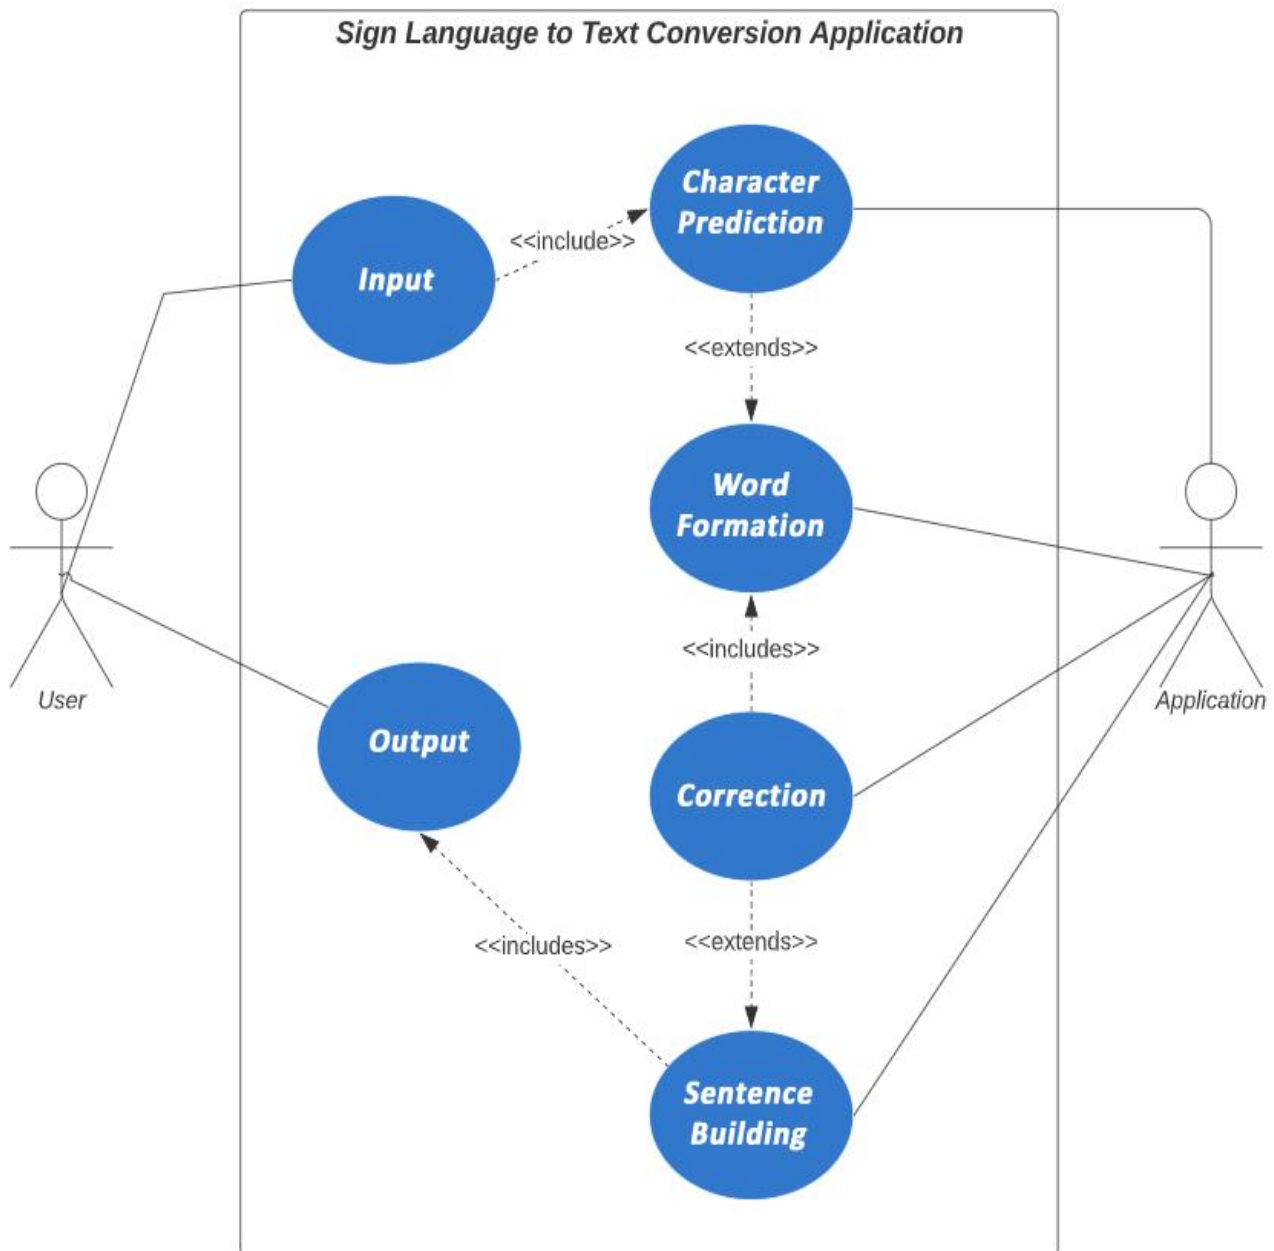 Sign Language to Text Conversion Application
Character
Prediction
<<include>>
Input
<<extends>>
Word
Formation
<<includes>>
User
Application
Output
Correction
<<extends>>
<<includes>>
Sentence
Building